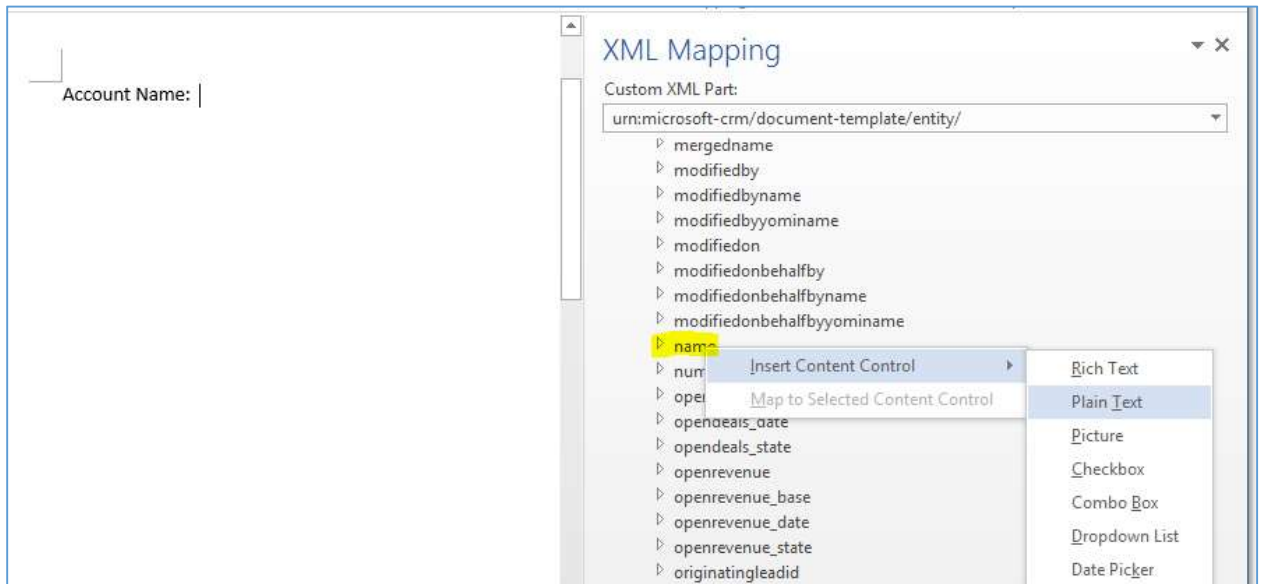 Account Name:
XML Mapping
Custom XML Part:
urn:microsoft-crm/document-template/entity/
mergedname
modifiedby
modifiedbyname
modifiedbyyominame
modifiedon
modifiedonbehalfby
modifiedonbehalfbyname
modifiedonbehalfbyyominame
name
Insert Content Control
Map to Selected Content Control
Rich Text
Plain Text
Picture
Checkbox
Combo Box
Dropdown List
Date Picker
opendeals_date
opendeals_state
openrevenue
openrevenue_base
openrevenue_date
openrevenue_state
originatingleadid